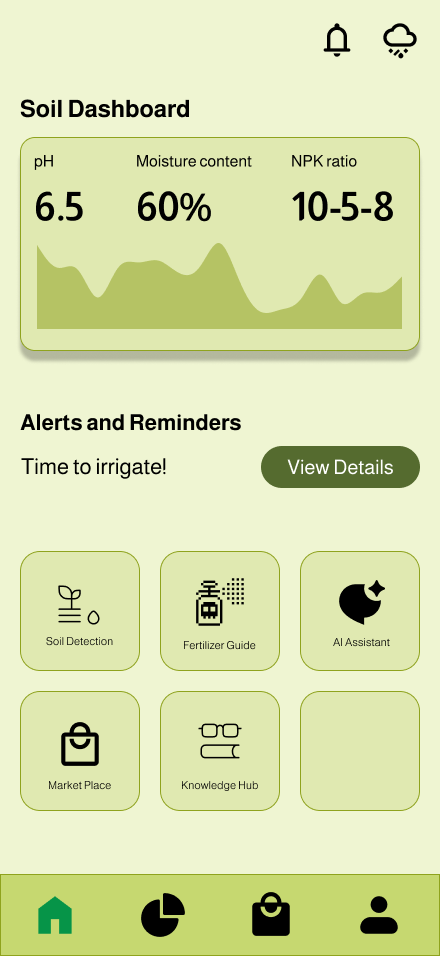 Soil Dashboard
pH Moisture content NPK ratio
6.5 60% 10-5-8
Alerts and Reminders
Time to irrigate! View Details
Soil Detection Fertilizer Guide AI Assistant
Market Place Knowledge Hub